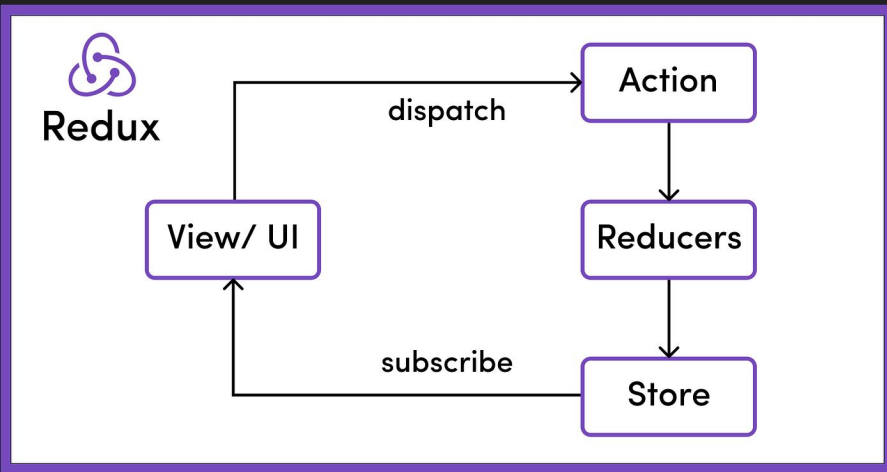 Redux
dispatch
Action
View/ UI
Reducers
subscribe
Store